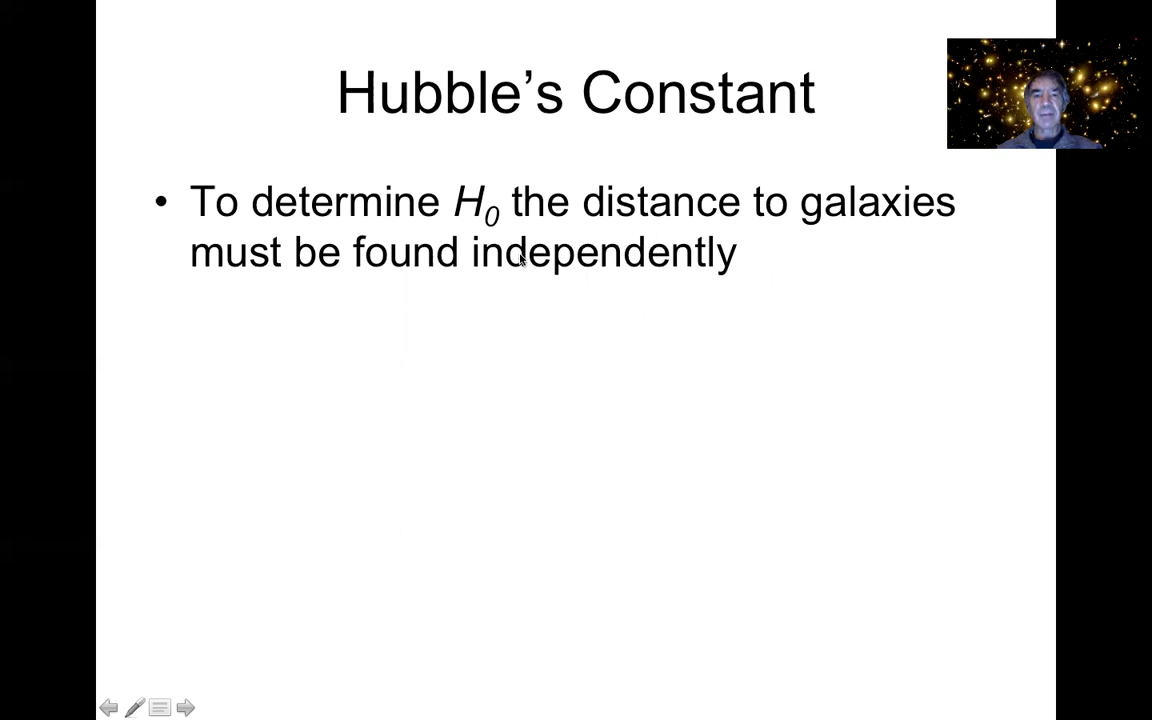 Hubble’s Constant
• To determine H0 the distance to galaxies
must be found independently